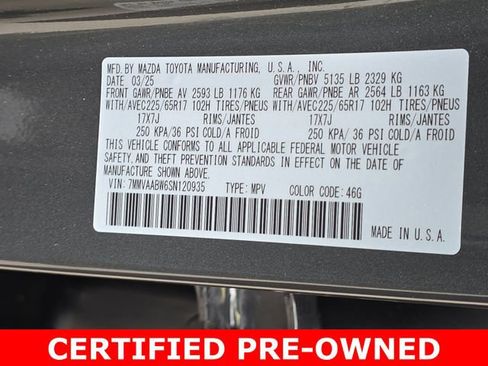 MFD.BY MAZDA TOYOTA MANUFACTURING, U.S.A., INC.
DATE 03/25 GVWR/PNBV 5135 LB 2329 KG
FRONT GAWR/PNBE AV 2593 LB 1176 KG REAR GAWR/PNBE AR 2564 LB 1163 KG
WITH/AVEC225/65R17 102H TIRES/PNEUS WITH/AVEC225/65R17 102H TIRES/PNEUS
17X7J RIMS/JANTES 17X7J RIMS/JANTES
250 KPA/36 PSI COLD/A FROID 250 KPA/36 PSI COLD/A FROID
THIS VEHICLE CONFORMS TO ALL APPLICABLE FEDERAL MOTOR VEHICLE
SAFETY, AND THEFT PREVENTION STANDARDS IN EFFECT ON THE DATE OF
MANUFACTURE SHOWN ABOVE.
VIN: 7MMVAABW6SN120935 TYPE: MPV COLOR CODE: 46G
MADE IN U.S.A.
CERTIFIED PRE-OWNED